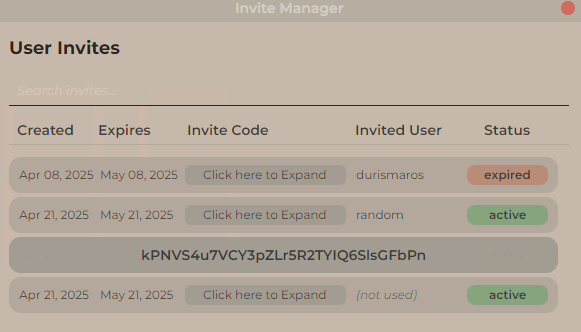 Invite Manager
User Invites
Search invites...
Created Expires Invite Code Invited User Status
Apr 08, 2025 May 08, 2025 Click here to Expand durismaros expired
Apr 21, 2025 May 21, 2025 Click here to Expand random active
kPNVS4u7VCY3pZLr5R2TYIQ6SlsGFbPn
Apr 21, 2025 May 21, 2025 Click here to Expand (not used) active